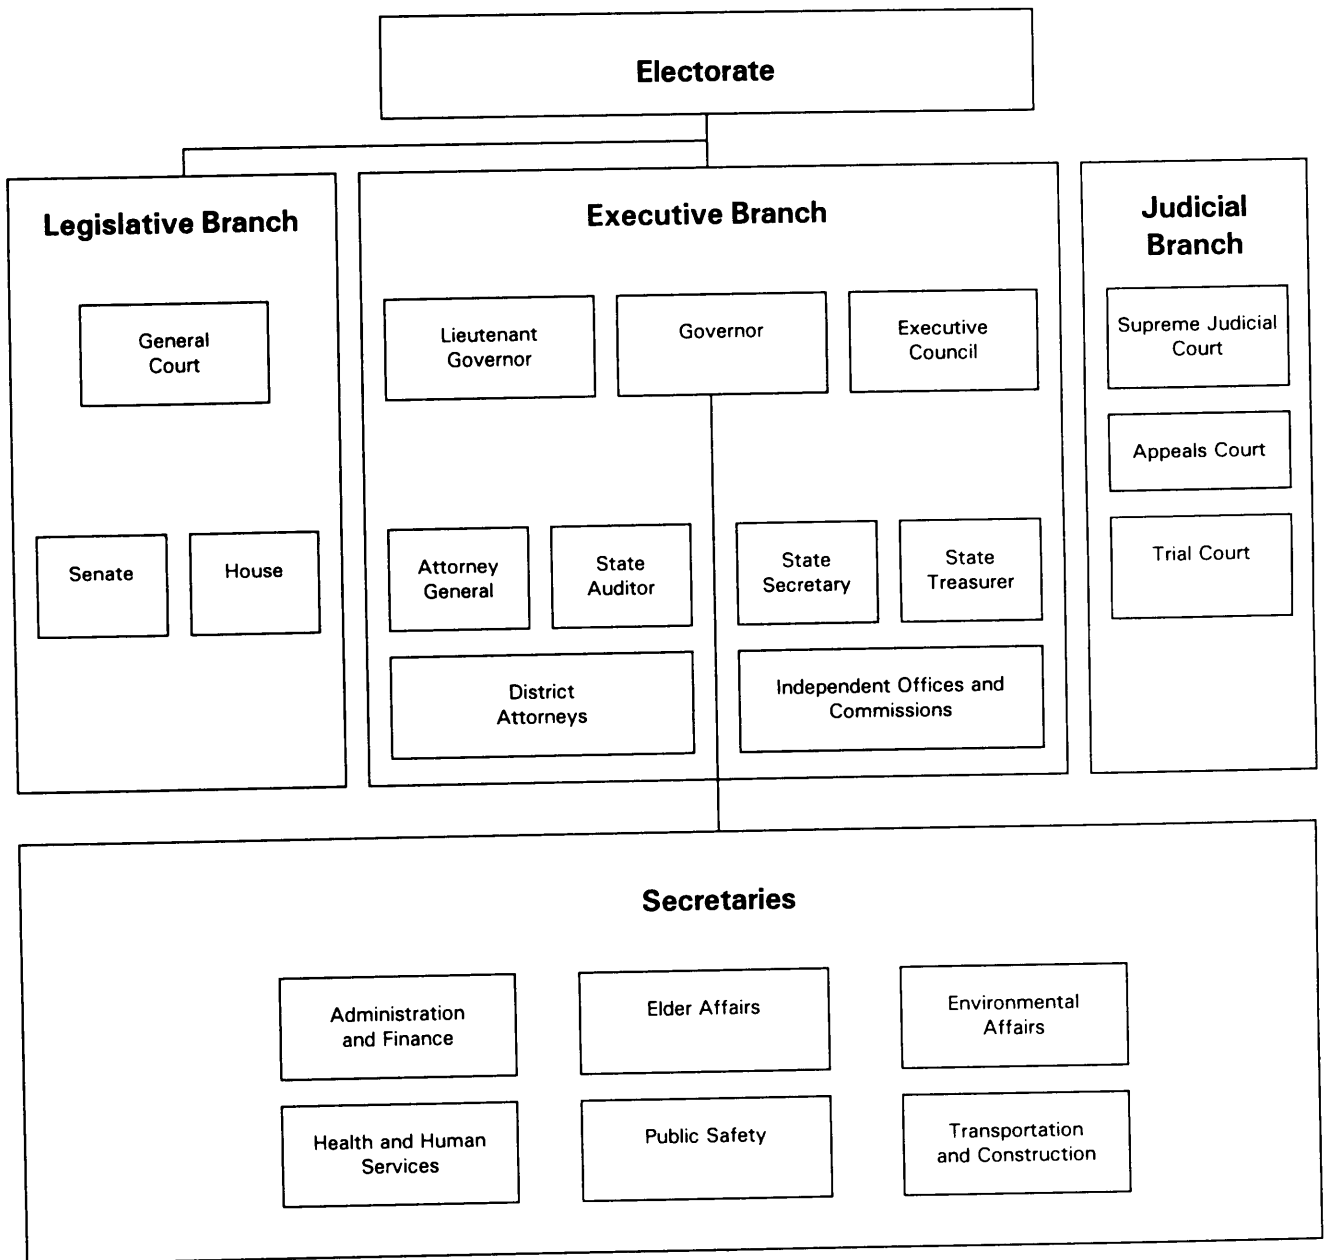 Electorate
Legislative Branch
General
Court
Senate
House
Executive Branch
Lieutenant
Governor
Governor
Executive
Council
Attorney
General
State
Auditor
State
Secretary
State
Treasurer
District
Attorneys
Independent Offices and
Commissions
Judicial
Branch
Supreme Judicial
Court
Appeals Court
Trial Court
Secretaries
Administration
and Finance
Elder Affairs
Environmental
Affairs
Health and Human
Services
Public Safety
Transportation
and Construction